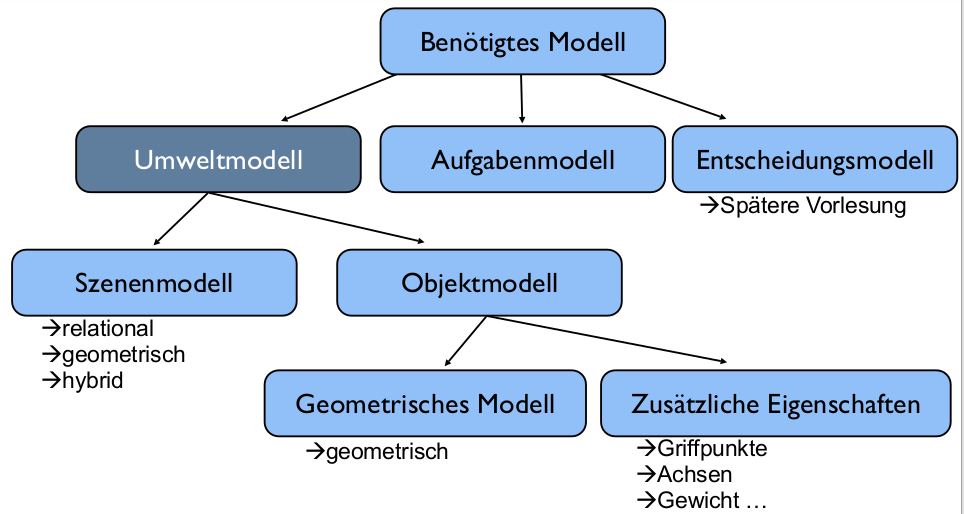 Benötigtes Modell
Umweltmodell
Aufgabenmodell
Entscheidungsmodell
→Spätere Vorlesung
Szenenmodell
→relational
→geometrisch
→hybrid
Objektmodell
Geometrisches Modell
→geometrisch
Zusätzliche Eigenschaften
→Griffpunkte
→Achsen
→Gewicht …